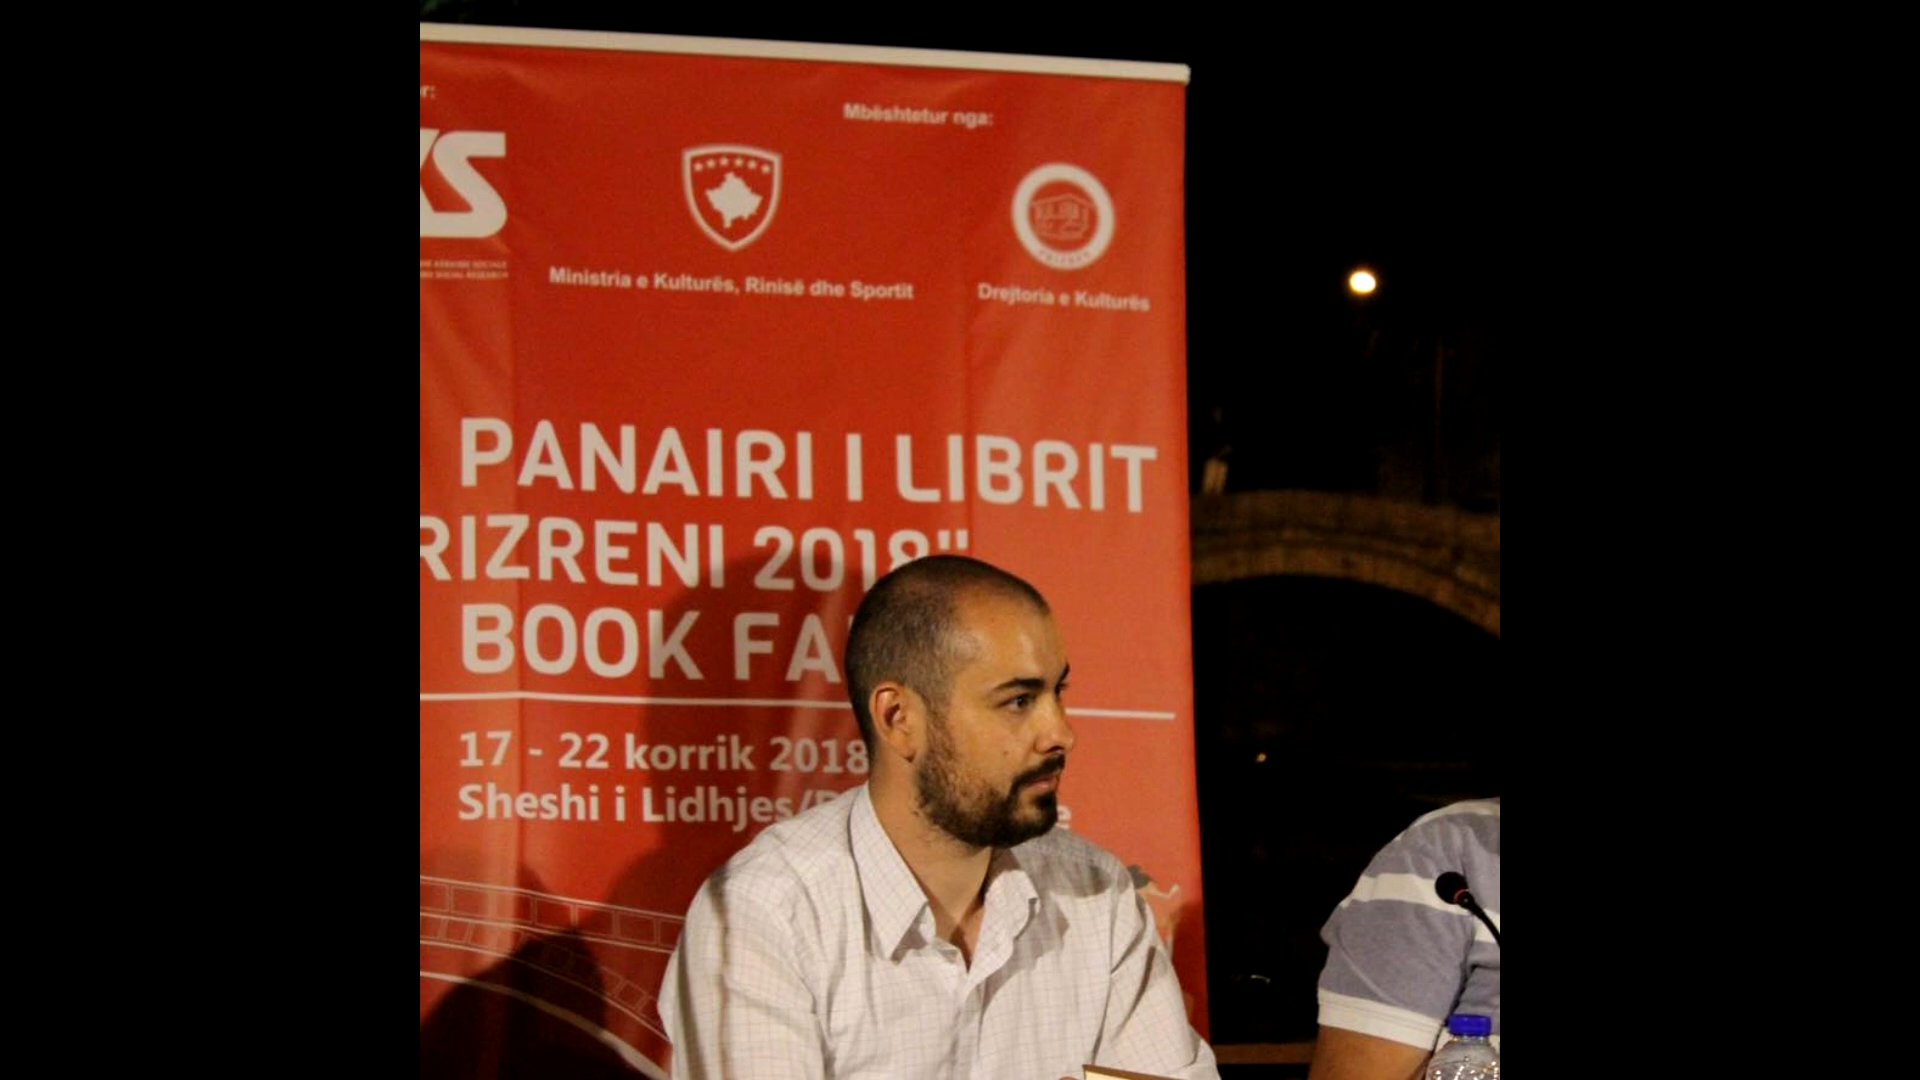 Mbështetur nga:
KS
Ministria e Kulturës, Rinisë dhe Sportit
Drejtoria e Kulturës
PANAIRI I LIBRIT
RIZRENI 2018"
BOOK FA
17 - 22 korrik 2018
Sheshi i Lidhjes/